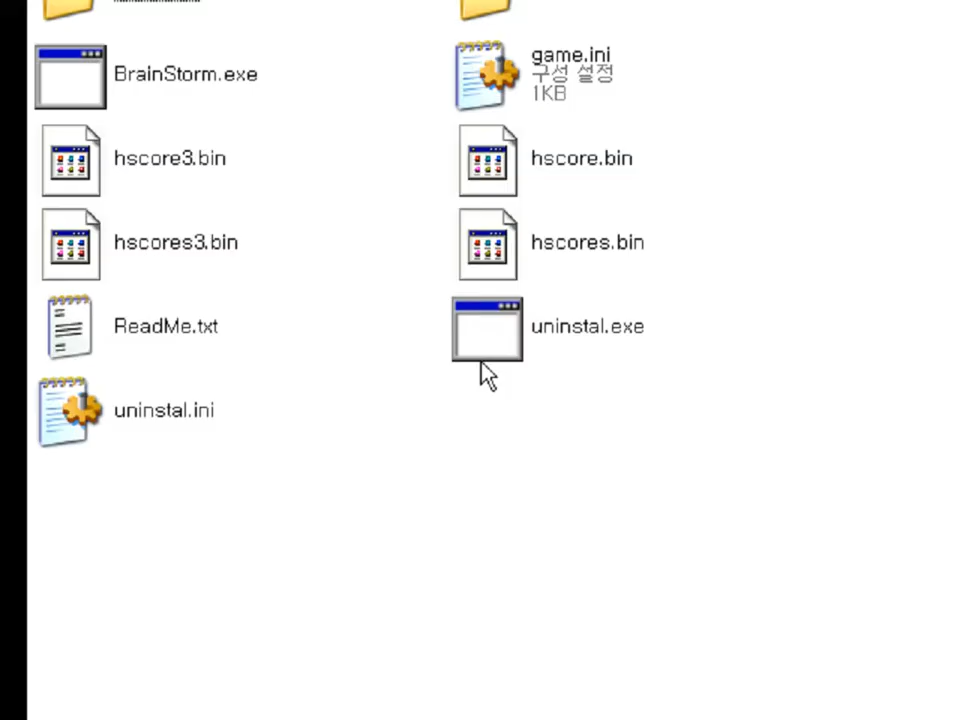 BrainStorm.exe
game.ini
구성 설정
1KB
hscore3.bin
hscore.bin
hscores3.bin
hscores.bin
ReadMe.txt
uninstal.exe
uninstal.ini